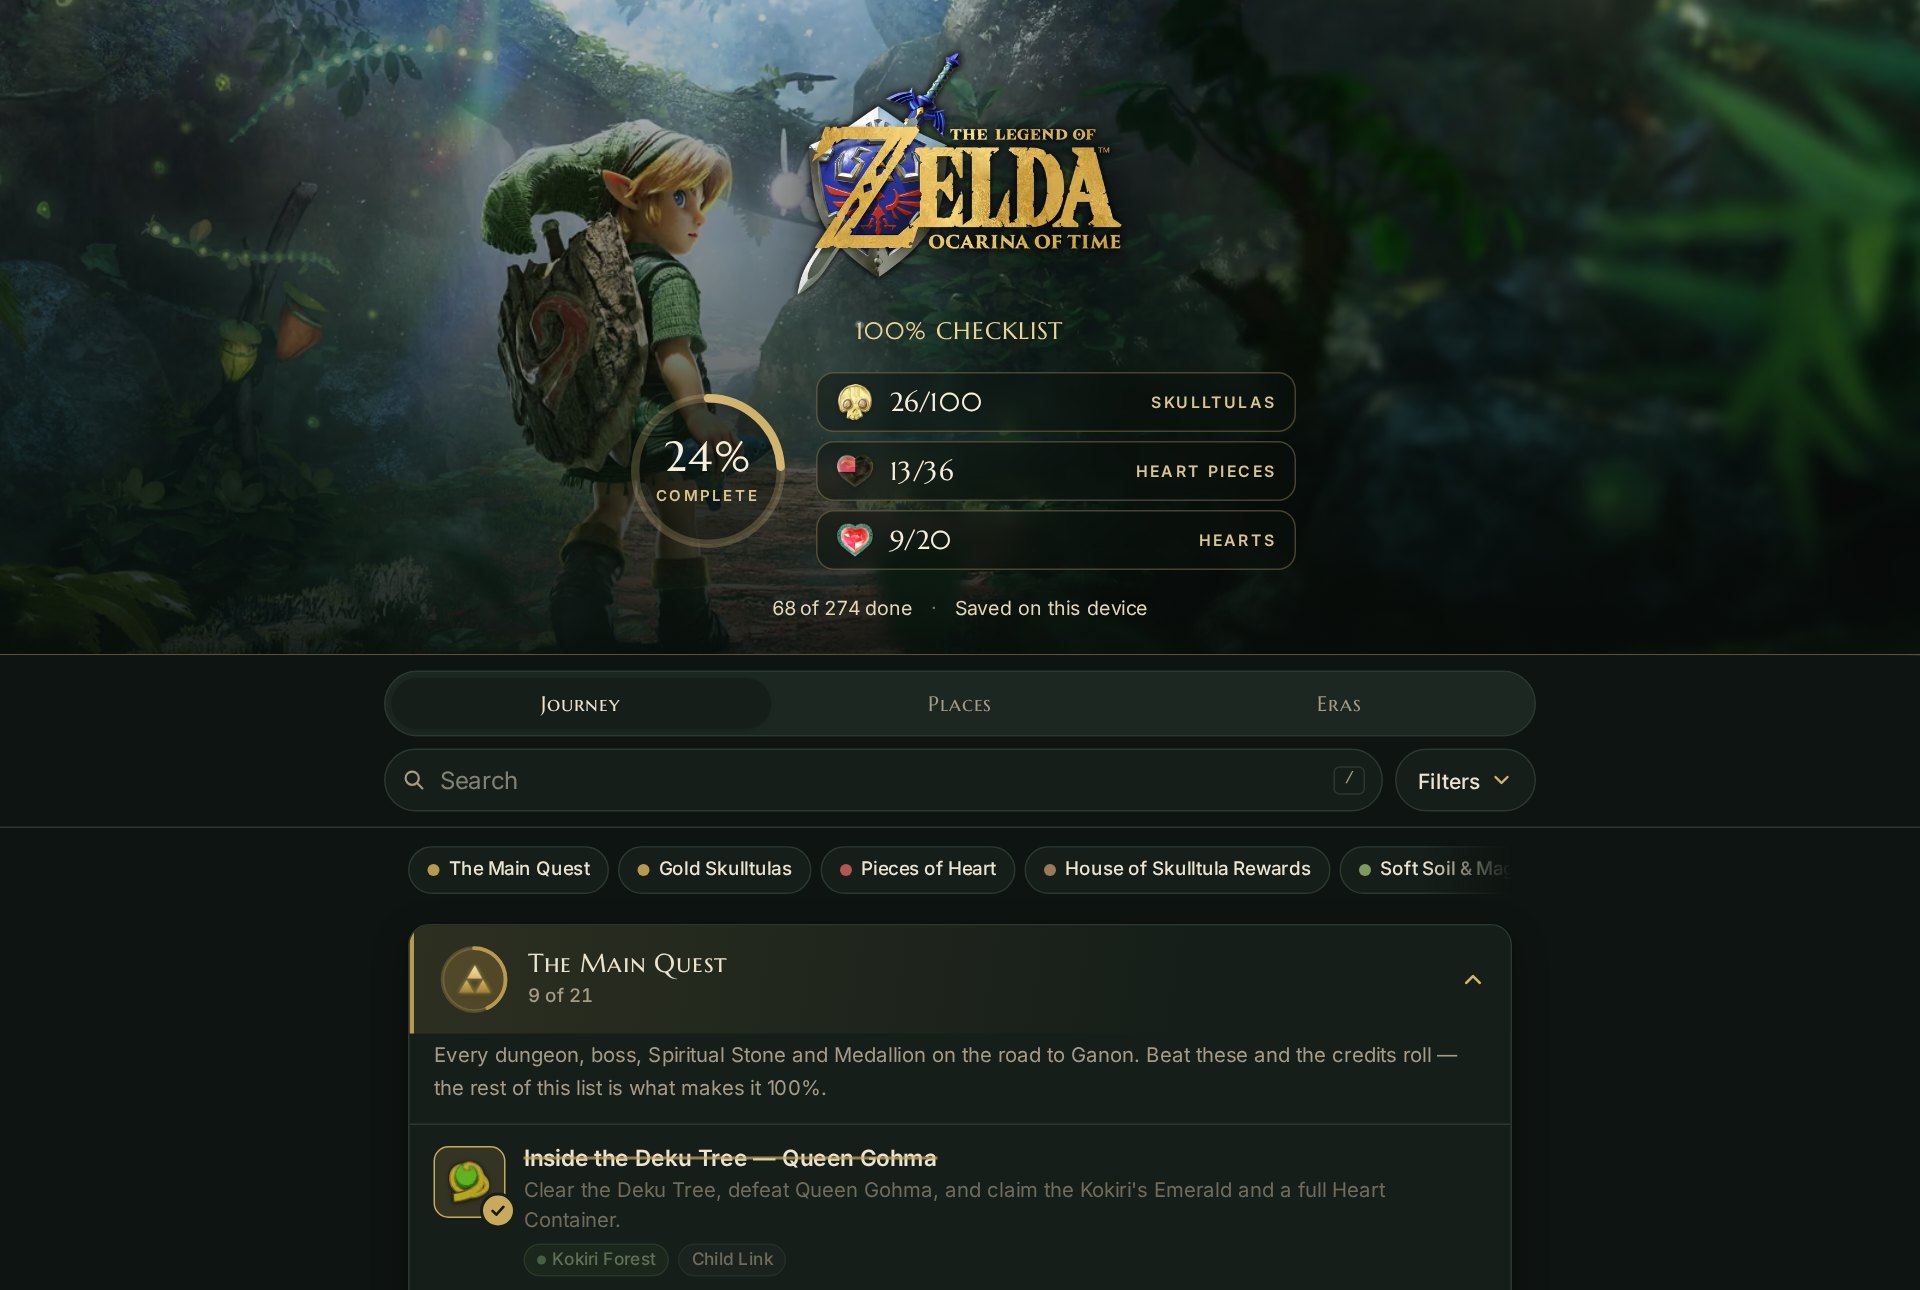 THE LEGEND OF
ZELDA™
OCARINA OF TIME
100% CHECKLIST
24%
COMPLETE
26/100 SKULLTULAS
13/36 HEART PIECES
9/20 HEARTS
68 of 274 done · Saved on this device
Journey Places Eras
Search / Filters
The Main Quest Gold Skulltulas Pieces of Heart House of Skulltula Rewards Soft Soil & Mag
The Main Quest
9 of 21
Every dungeon, boss, Spiritual Stone and Medallion on the road to Ganon. Beat these and the credits roll —
the rest of this list is what makes it 100%.
Inside the Deku Tree — Queen Gohma
Clear the Deku Tree, defeat Queen Gohma, and claim the Kokiri's Emerald and a full Heart
Container.
Kokiri Forest Child Link